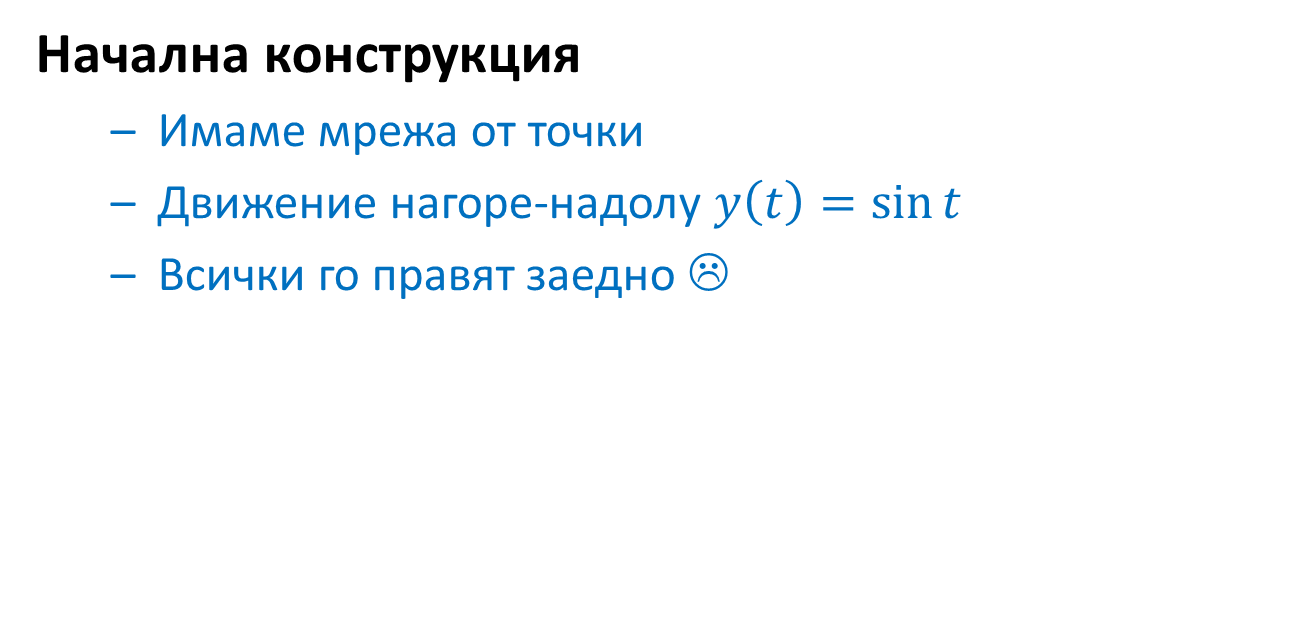 Начална конструкция
– Имаме мрежа от точки
– Движение нагоре-надолу y(t) = sin t
– Всички го правят заедно ☹